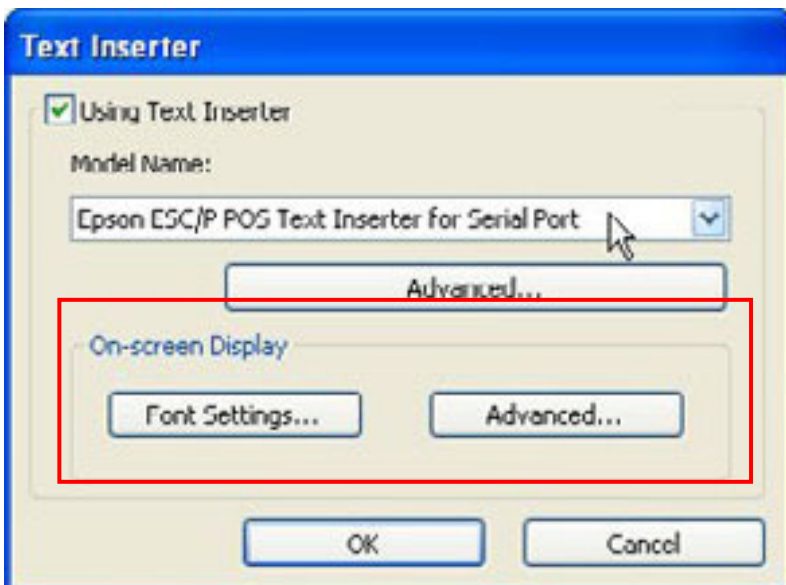 Text Inserter
Using Text Inserter
Model Name:
Epson ESC/P POS Text Inserter for Serial Port
Advanced...
On-screen Display
Font Settings... Advanced...
OK Cancel